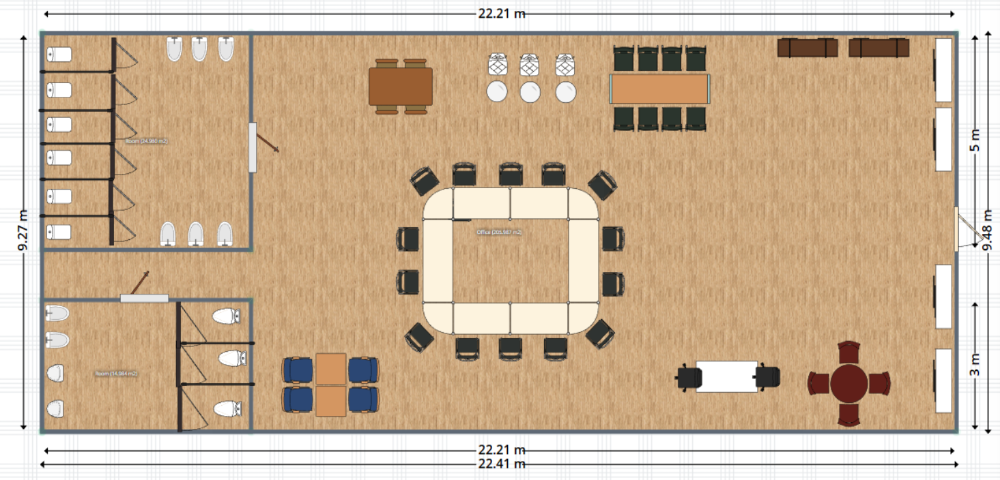 22.21 m
Room (24.980 m2)
5 m
9.27 m
Office (205.987 m2)
9.48 m
Room (14.984 m2)
3 m
22.21 m
22.41 m